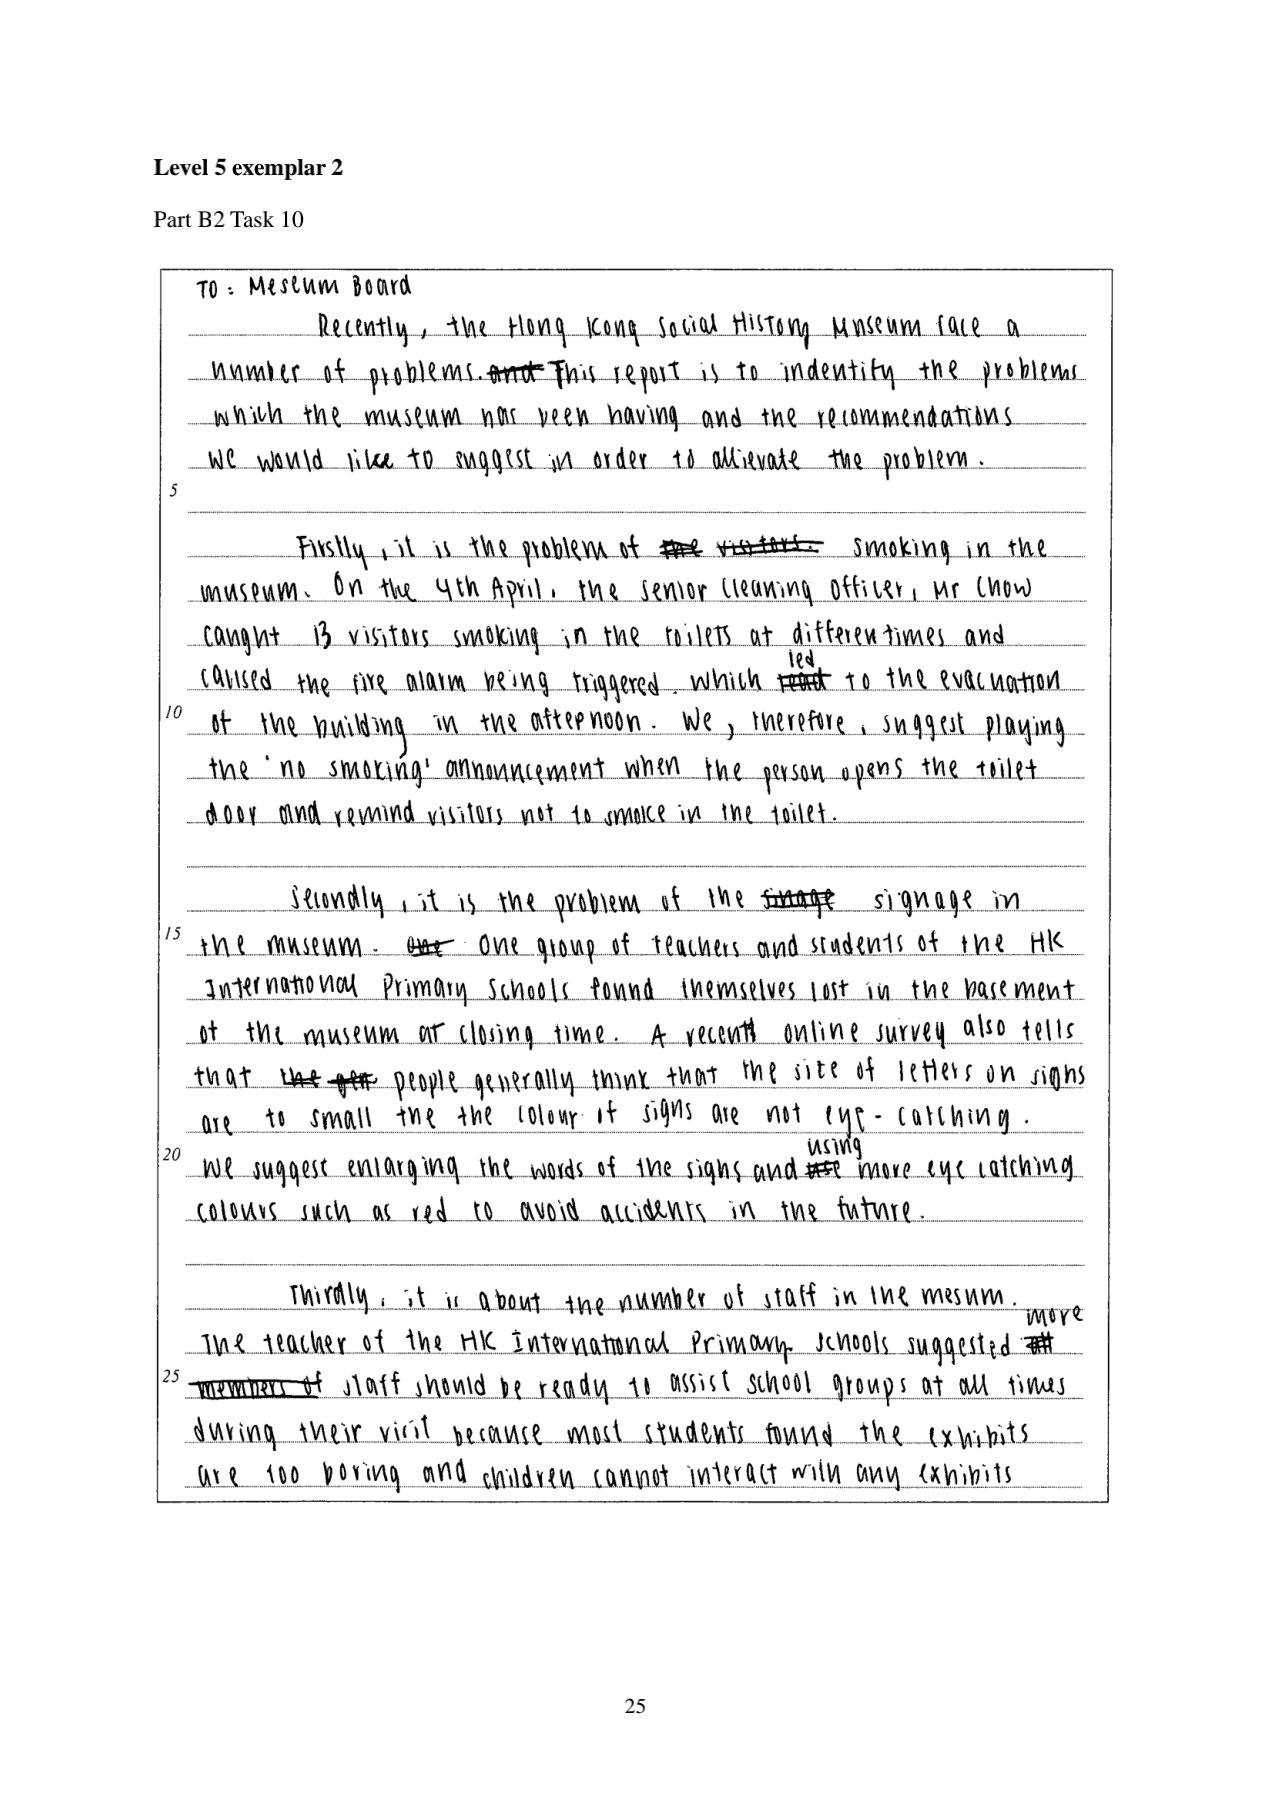 Level 5 exemplar 2
Part B2 Task 10
TO : Meseum Board
Recently, the Hong Kong Social History Museum face a
number of problems. and This report is to indentify the problems
which the museum has been having and the recommendations
we would like to suggest in order to allievate the problem.
5
Firstly, it is the problem of the visitors. smoking in the
museum. On the 4th April, the senior cleaning officer, Mr Chow
caught 13 visitors smoking in the toilets at differen times and
led
caused the fire alarm being triggered. which to the evacuation
10
of the building in the afternoon. We, therefore, suggest playing
the 'no smoking' announcement when the person opens the toilet
door and remind visitors not to smoke in the toilet.
Secondly, it is the problem of the sinage signage in
15
the museum. One group of teachers and students of the HK
International Primary Schools found themselves lost in the basement
of the museum at closing time. A recent online survey also tells
that the people generally think that the site of letters on signs
are to small the the colour of signs are not eye-catching.
using
20
We suggest enlarging the words of the signs and use more eye catching
colours such as red to avoid accidents in the future.
Thirdly, it is about the number of staff in the mesum.
more
The teacher of the HK International Primary Schools suggested all
25
members of staff should be ready to assist school groups at all times
during their visit because most students found the exhibits
are too boring and children cannot interact with any exhibits
25